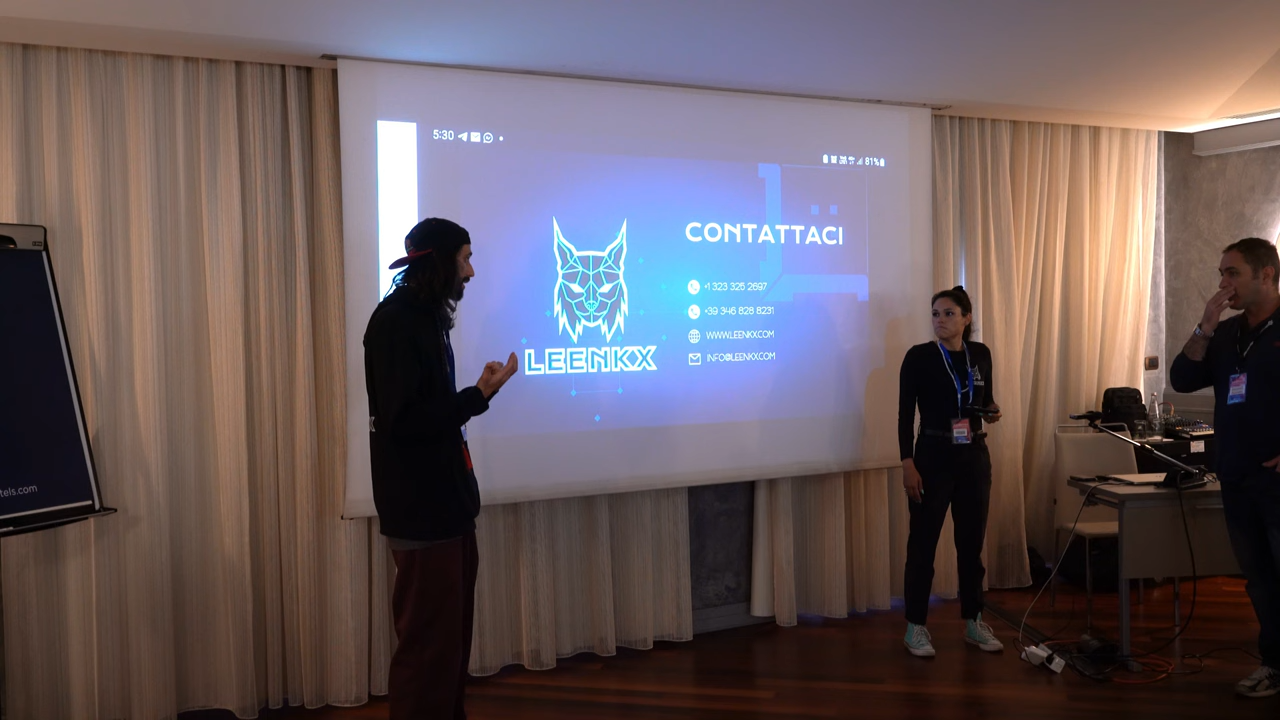 5:30
81%
CONTATTACI
+1 323 325 2697
+39 346 828 8231
WWW.LEENKX.COM
INFO@LEENKX.COM
LEENKX
tels.com